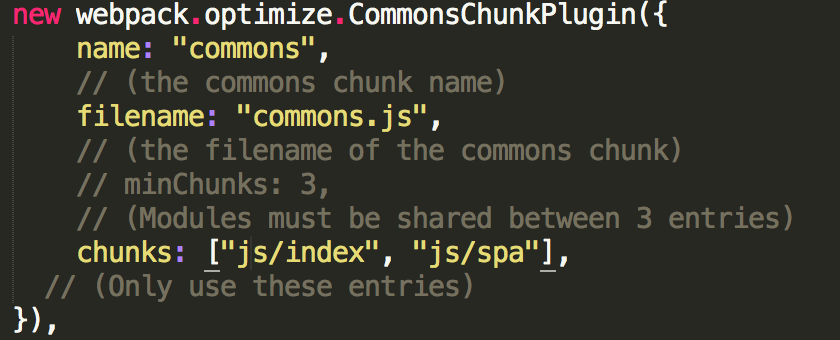 new webpack.optimize.CommonsChunkPlugin({
    name: "commons",
    // (the commons chunk name)
    filename: "commons.js",
    // (the filename of the commons chunk)
    // minChunks: 3,
    // (Modules must be shared between 3 entries)
    chunks: ["js/index", "js/spa"],
  // (Only use these entries)
}),